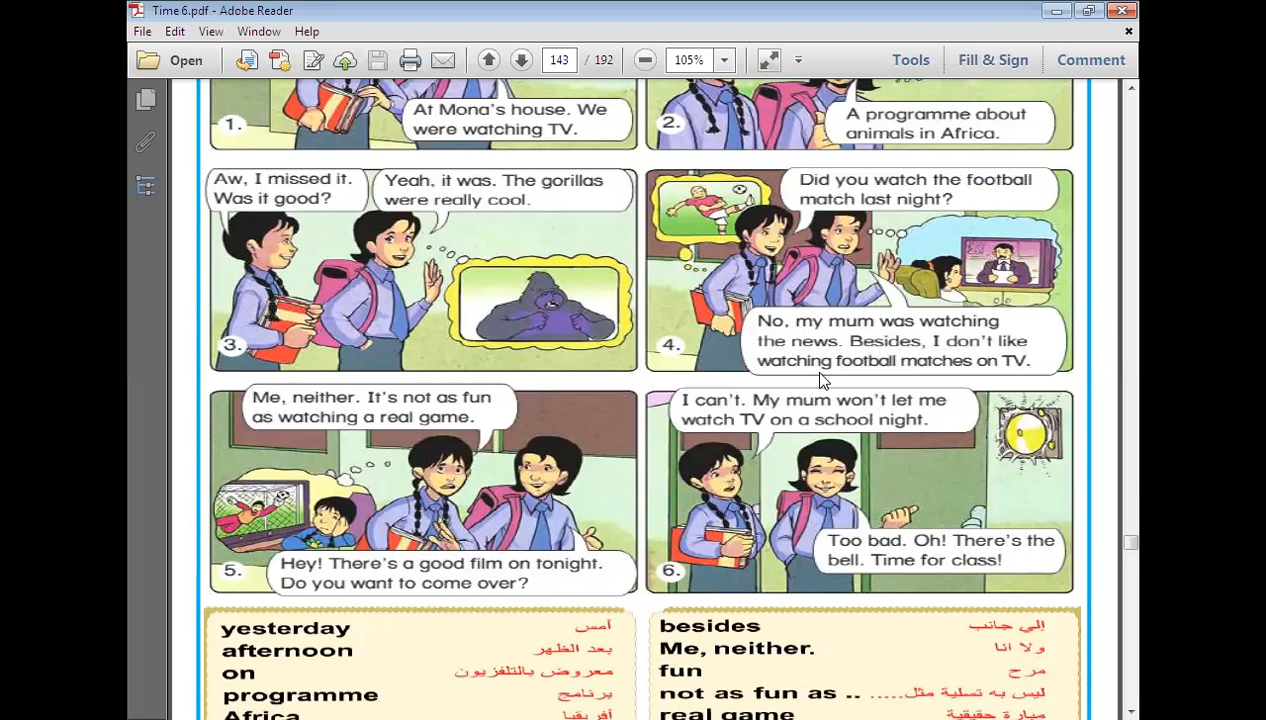 Time 6.pdf - Adobe Reader
File Edit View Window Help
Open 143 / 192 105% Tools Fill & Sign Comment
At Mona's house. We
were watching TV.
1.
A programme about
animals in Africa.
2.
Aw, I missed it.
Was it good?
Yeah, it was. The gorillas
were really cool.
3.
Did you watch the football
match last night?
No, my mum was watching
the news. Besides, I don't like
watching football matches on TV.
4.
Me, neither. It's not as fun
as watching a real game.
Hey! There's a good film on tonight.
Do you want to come over?
5.
I can't. My mum won't let me
watch TV on a school night.
Too bad. Oh! There's the
bell. Time for class!
6.
yesterday أمس
afternoon بعد الظهر
on معروض بالتلفزيون
programme برنامج
Africa أفريقيا
besides إلي جانب
Me, neither. ولا انا
fun مرح
not as fun as .. ليس به تسلية مثل.....
real game مبارة حقيقية